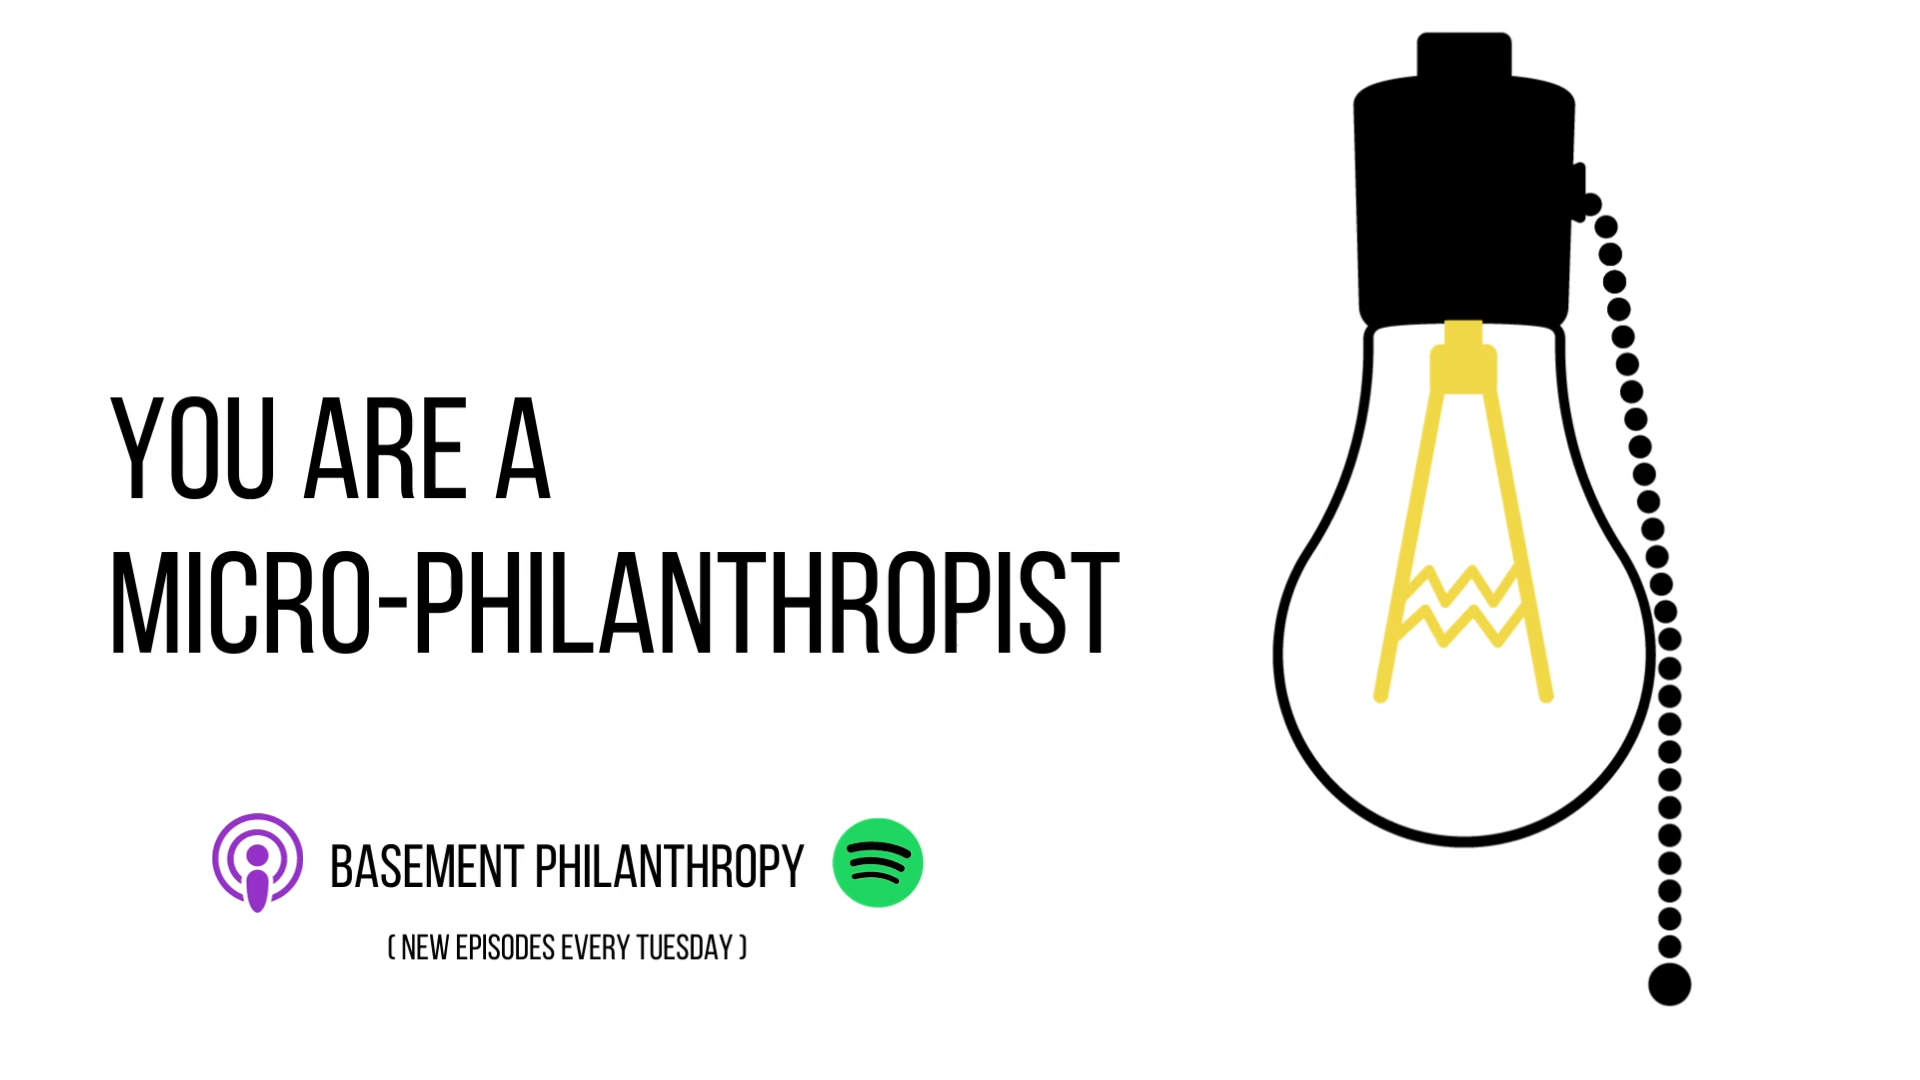 YOU ARE A
MICRO-PHILANTHROPIST
BASEMENT PHILANTHROPY
( NEW EPISODES EVERY TUESDAY )